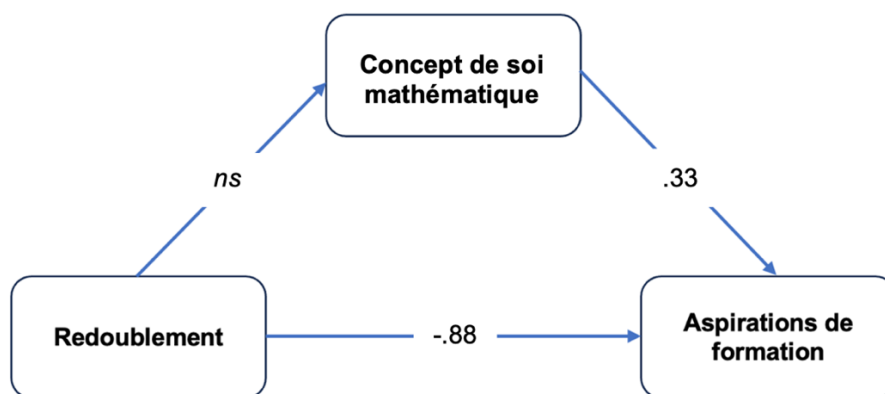 Concept de soi
mathématique
ns
.33
Redoublement
-.88
Aspirations de
formation